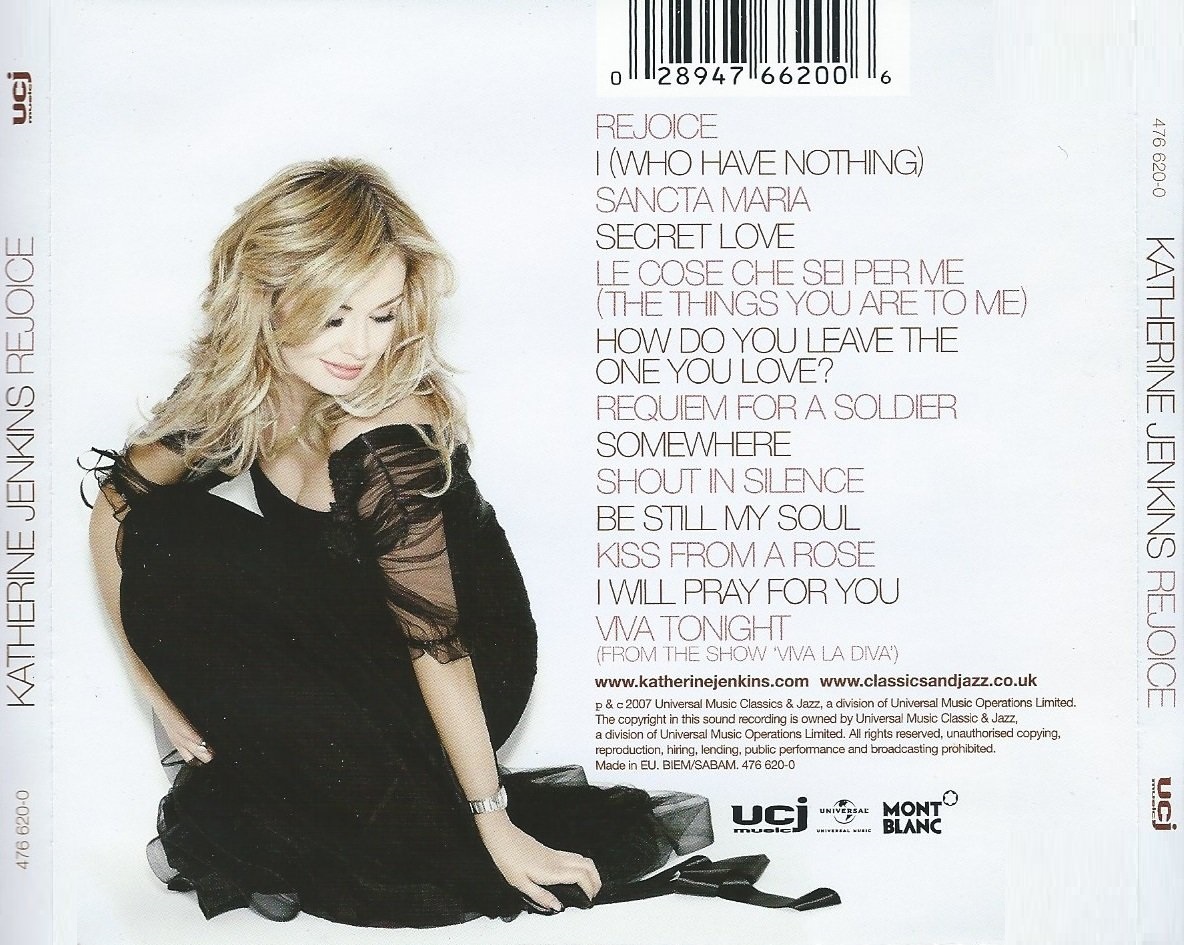 ucj
music
KATHERINE JENKINS REJOICE
476 620-0
0 28947 66200 6
REJOICE
I (WHO HAVE NOTHING)
SANCTA MARIA
SECRET LOVE
LE COSE CHE SEI PER ME
(THE THINGS YOU ARE TO ME)
HOW DO YOU LEAVE THE
ONE YOU LOVE?
REQUIEM FOR A SOLDIER
SOMEWHERE
SHOUT IN SILENCE
BE STILL MY SOUL
KISS FROM A ROSE
I WILL PRAY FOR YOU
VIVA TONIGHT
(FROM THE SHOW 'VIVA LA DIVA')
www.katherinejenkins.com www.classicsandjazz.co.uk
p & c 2007 Universal Music Classics & Jazz, a division of Universal Music Operations Limited.
The copyright in this sound recording is owned by Universal Music Classic & Jazz,
a division of Universal Music Operations Limited. All rights reserved, unauthorised copying,
reproduction, hiring, lending, public performance and broadcasting prohibited.
Made in EU. BIEM/SABAM. 476 620-0
ucj
music
UNIVERSAL
UNIVERSAL MUSIC
MONT
BLANC
476 620-0
KATHERINE JENKINS REJOICE
ucj
music